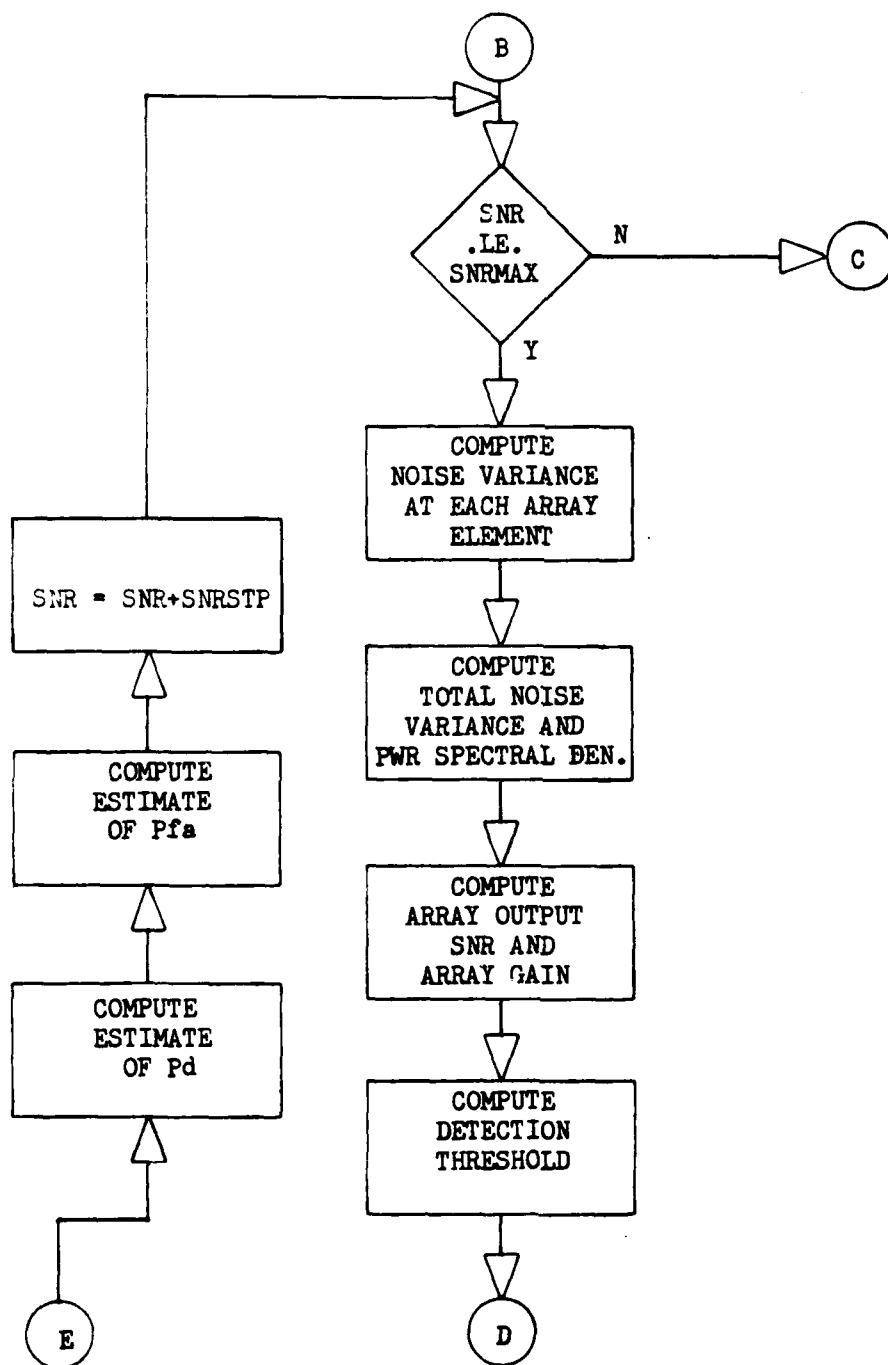 B
SNR
.LE.
SNRMAX
N
C
Y
COMPUTE
NOISE VARIANCE
AT EACH ARRAY
ELEMENT
SNR = SNR+SNRSTP
COMPUTE
TOTAL NOISE
VARIANCE AND
PWR SPECTRAL DEN.
COMPUTE
ESTIMATE
OF Pfa
COMPUTE
ARRAY OUTPUT
SNR AND
ARRAY GAIN
COMPUTE
ESTIMATE
OF Pd
COMPUTE
DETECTION
THRESHOLD
E
D